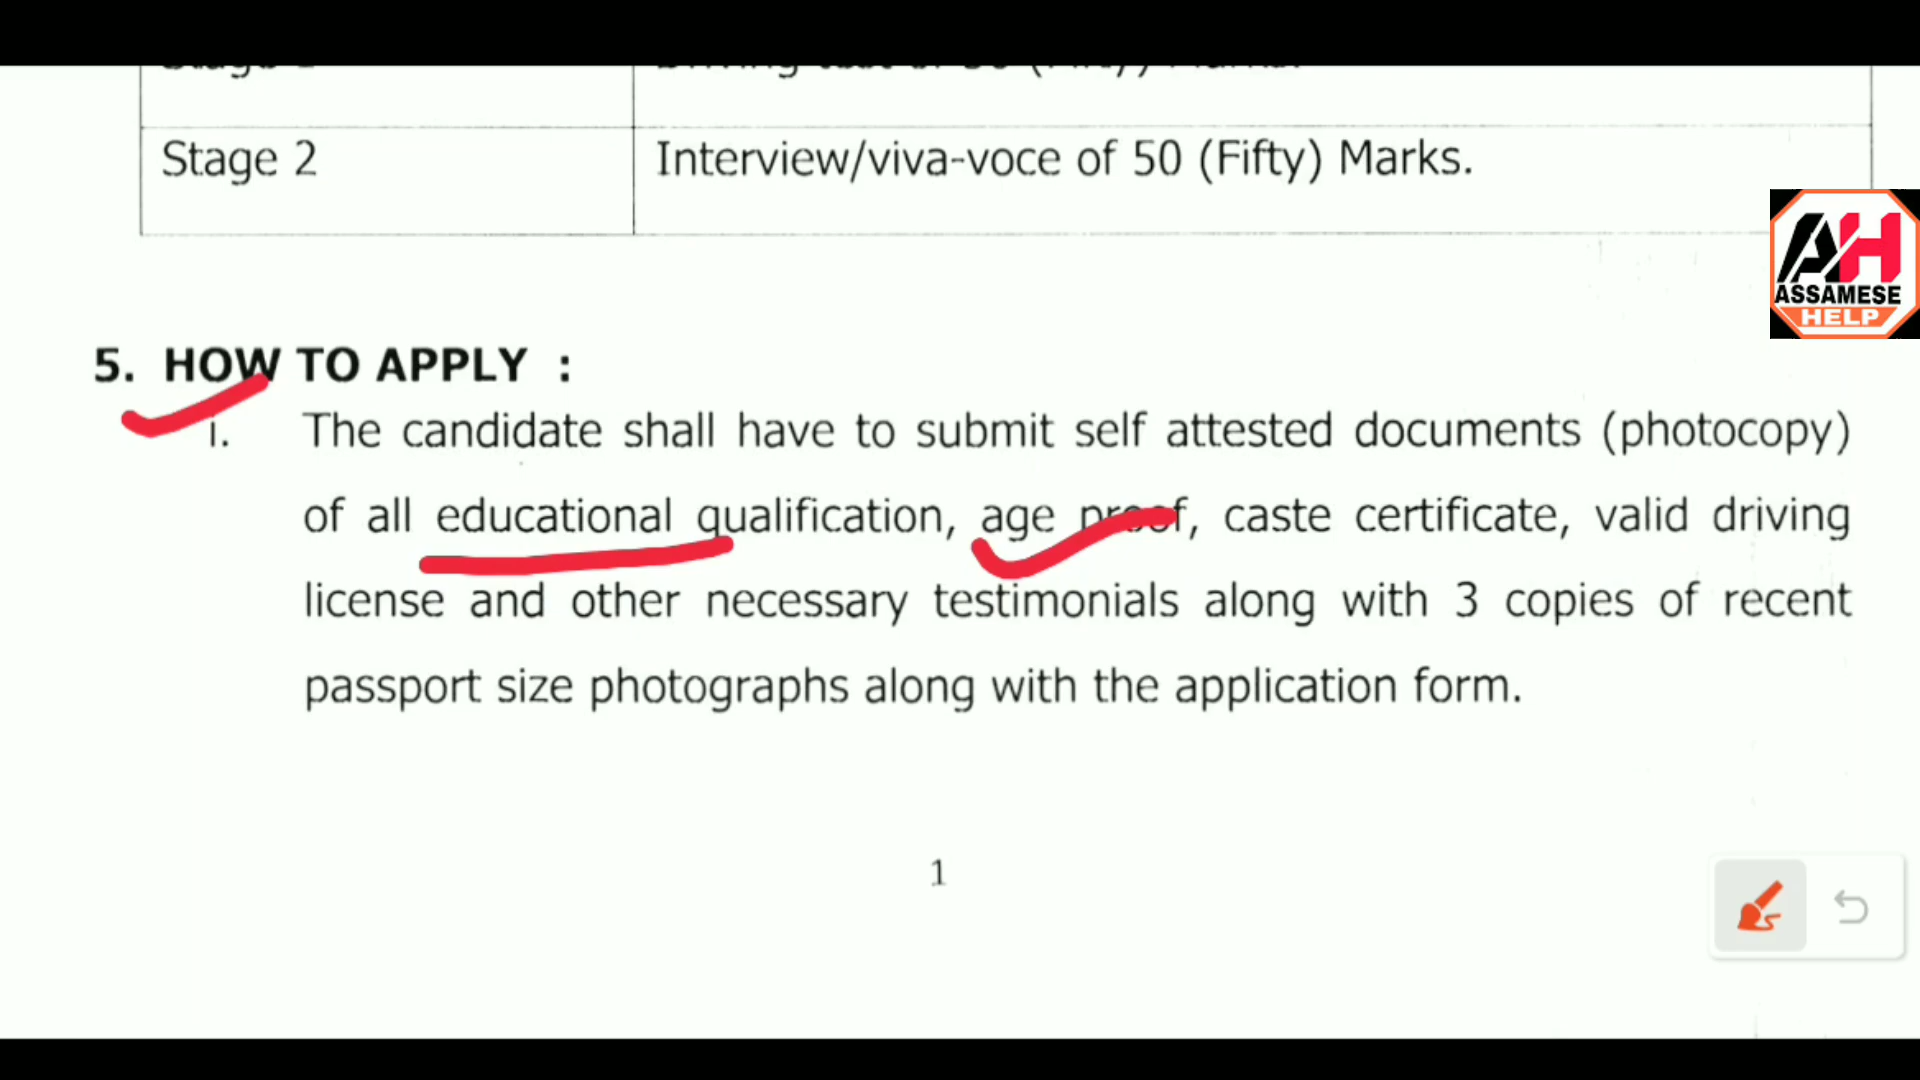 Stage 2
Interview/viva-voce of 50 (Fifty) Marks.
AH
ASSAMESE
HELP
5. HOW TO APPLY :
i. The candidate shall have to submit self attested documents (photocopy)
of all educational qualification, age proof, caste certificate, valid driving
license and other necessary testimonials along with 3 copies of recent
passport size photographs along with the application form.
1